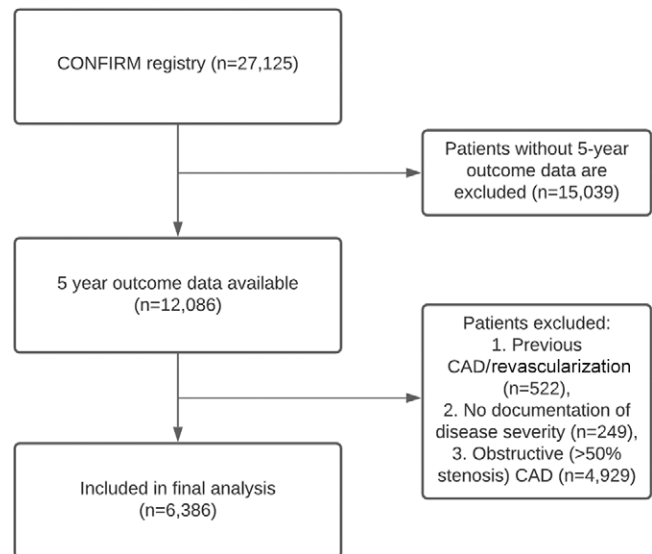 CONFIRM registry (n=27,125)
Patients without 5-year
outcome data are
excluded (n=15,039)
5 year outcome data available
(n=12,086)
Patients excluded:
1. Previous
CAD/revascularization
(n=522),
2. No documentation of
disease severity (n=249),
3. Obstructive (>50%
stenosis) CAD (n=4,929)
Included in final analysis
(n=6,386)